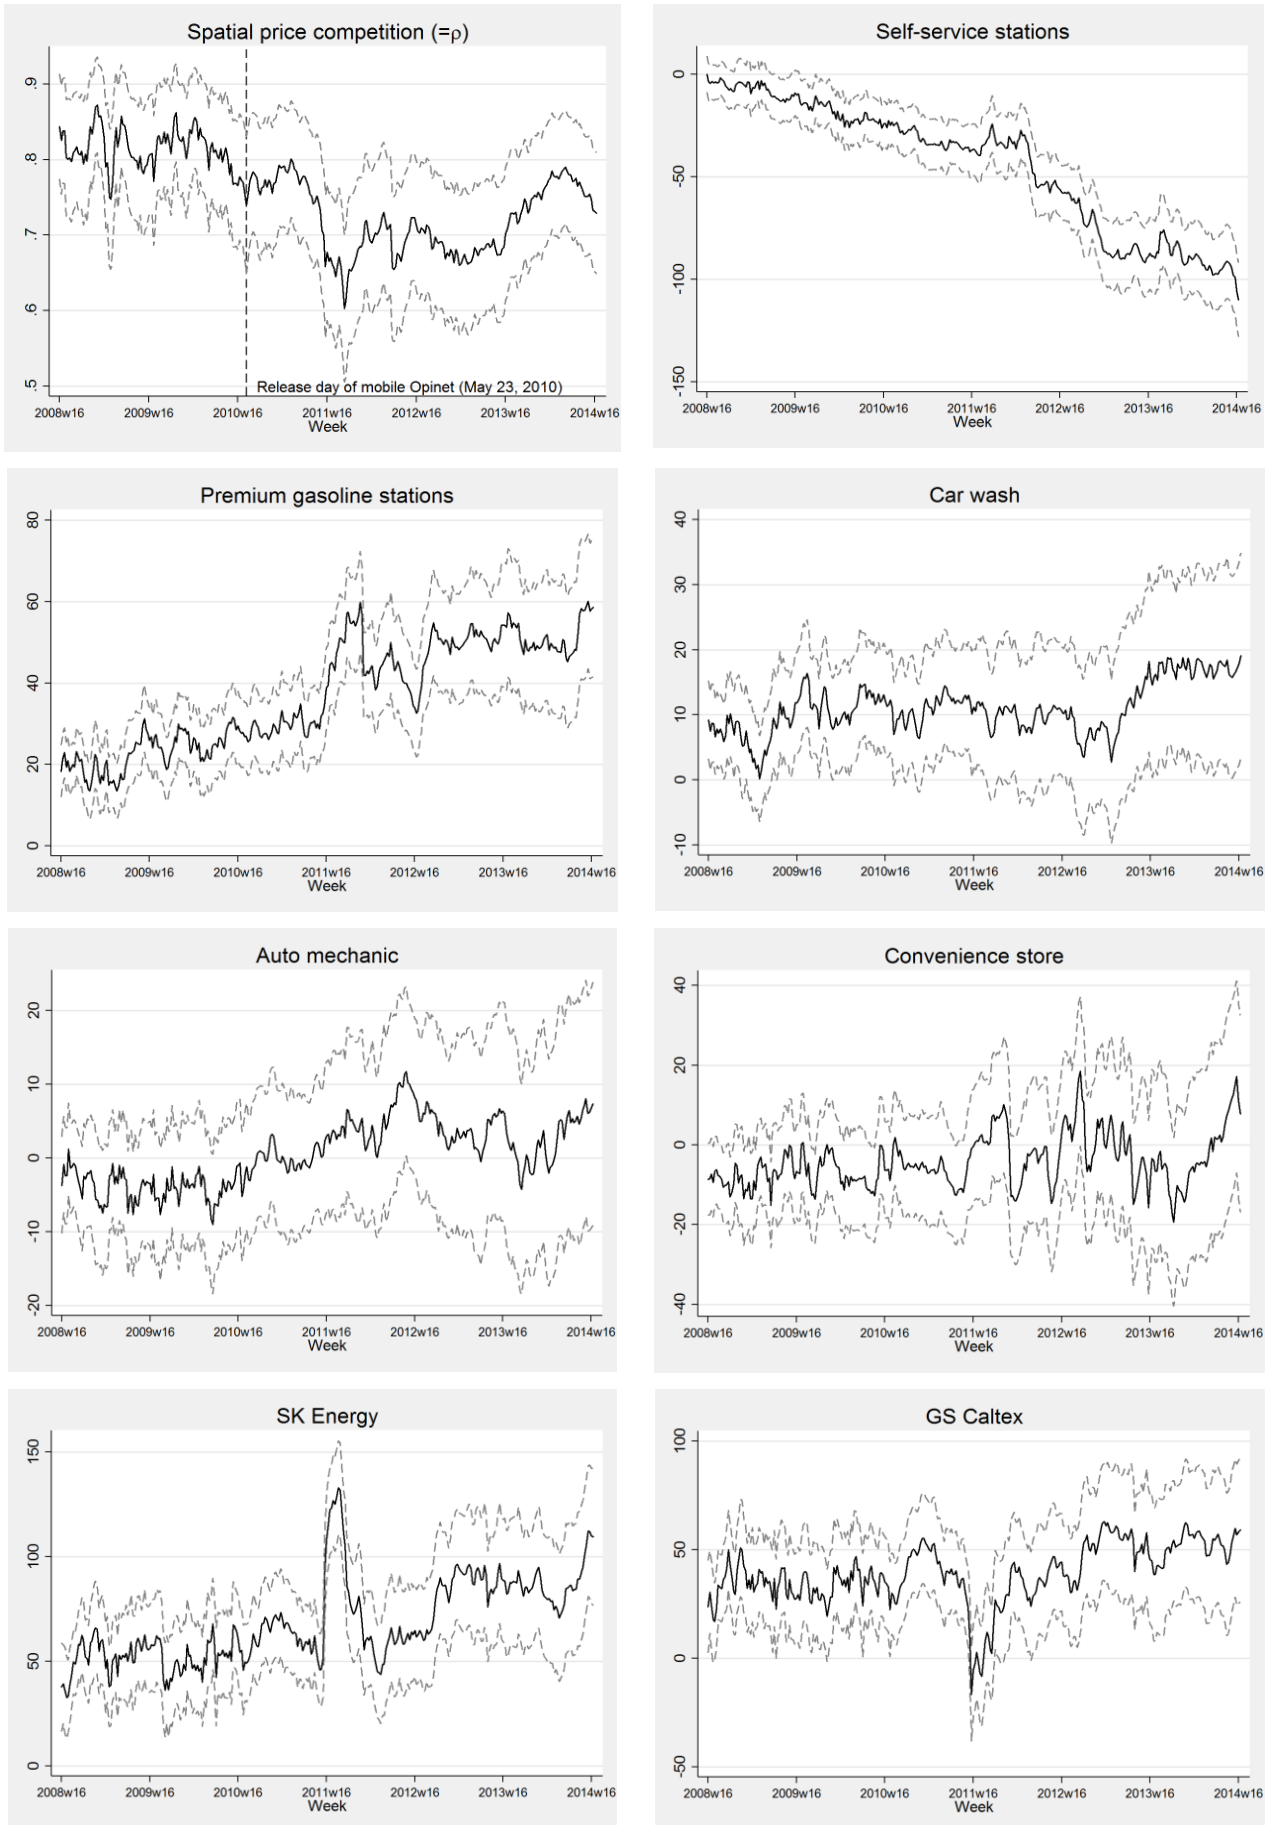 Spatial price competition (=ρ)
.9
.8
.7
.6
.5
Release day of mobile Opinet (May 23, 2010)
2008w16 2009w16 2010w16 2011w16 2012w16 2013w16 2014w16
Week
Self-service stations
0
-50
-100
-150
2008w16 2009w16 2010w16 2011w16 2012w16 2013w16 2014w16
Week
Premium gasoline stations
80
60
40
20
0
2008w16 2009w16 2010w16 2011w16 2012w16 2013w16 2014w16
Week
Car wash
40
30
20
10
0
-10
2008w16 2009w16 2010w16 2011w16 2012w16 2013w16 2014w16
Week
Auto mechanic
20
10
0
-10
-20
2008w16 2009w16 2010w16 2011w16 2012w16 2013w16 2014w16
Week
Convenience store
40
20
0
-20
-40
2008w16 2009w16 2010w16 2011w16 2012w16 2013w16 2014w16
Week
SK Energy
150
100
50
0
2008w16 2009w16 2010w16 2011w16 2012w16 2013w16 2014w16
Week
GS Caltex
100
50
0
-50
2008w16 2009w16 2010w16 2011w16 2012w16 2013w16 2014w16
Week